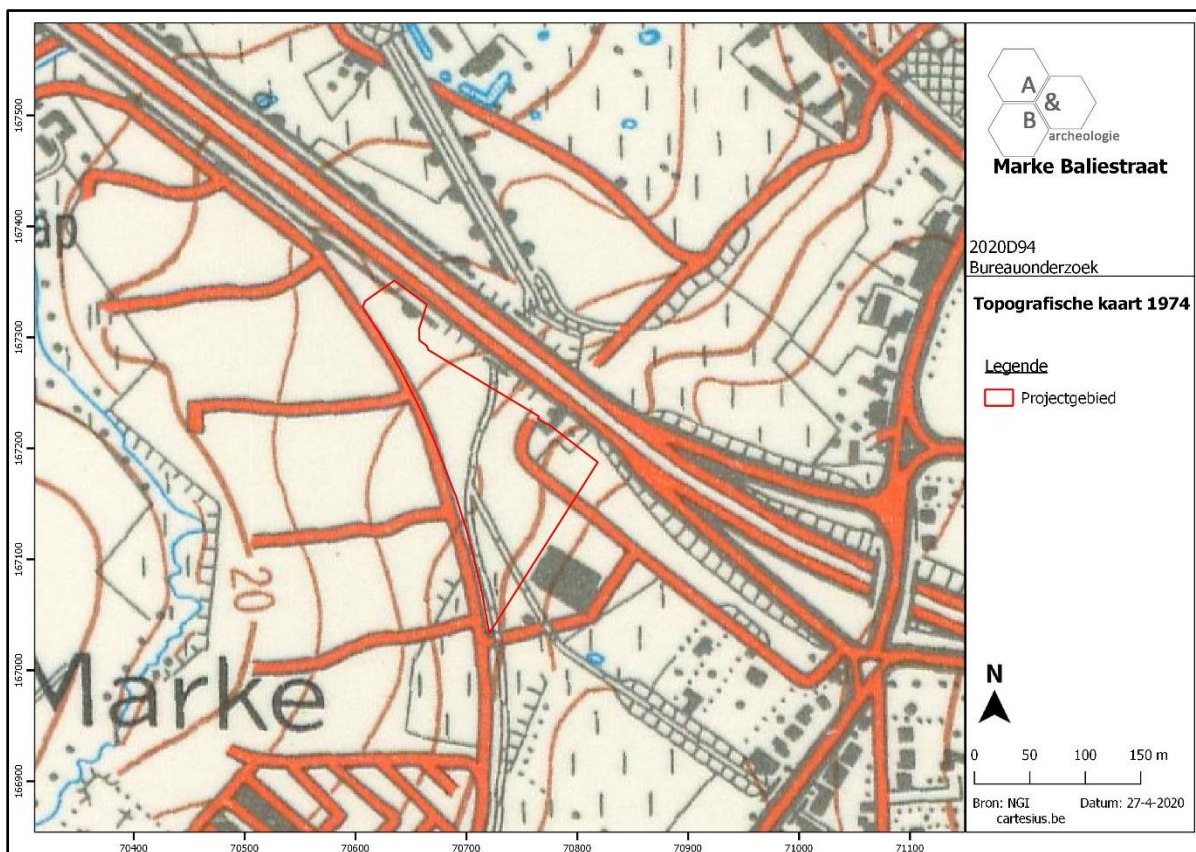 ap
20
Marke
167500
167400
167300
167200
167100
167000
166900
70400
70500
70600
70700
70800
70900
71000
71100
A
&
B
archeologie
Marke Baliestraat
2020D94
Bureauonderzoek
Topografische kaart 1974
Legende
Projectgebied
N
0 50 100 150 m
Bron: NGI Datum: 27-4-2020
cartesius.be